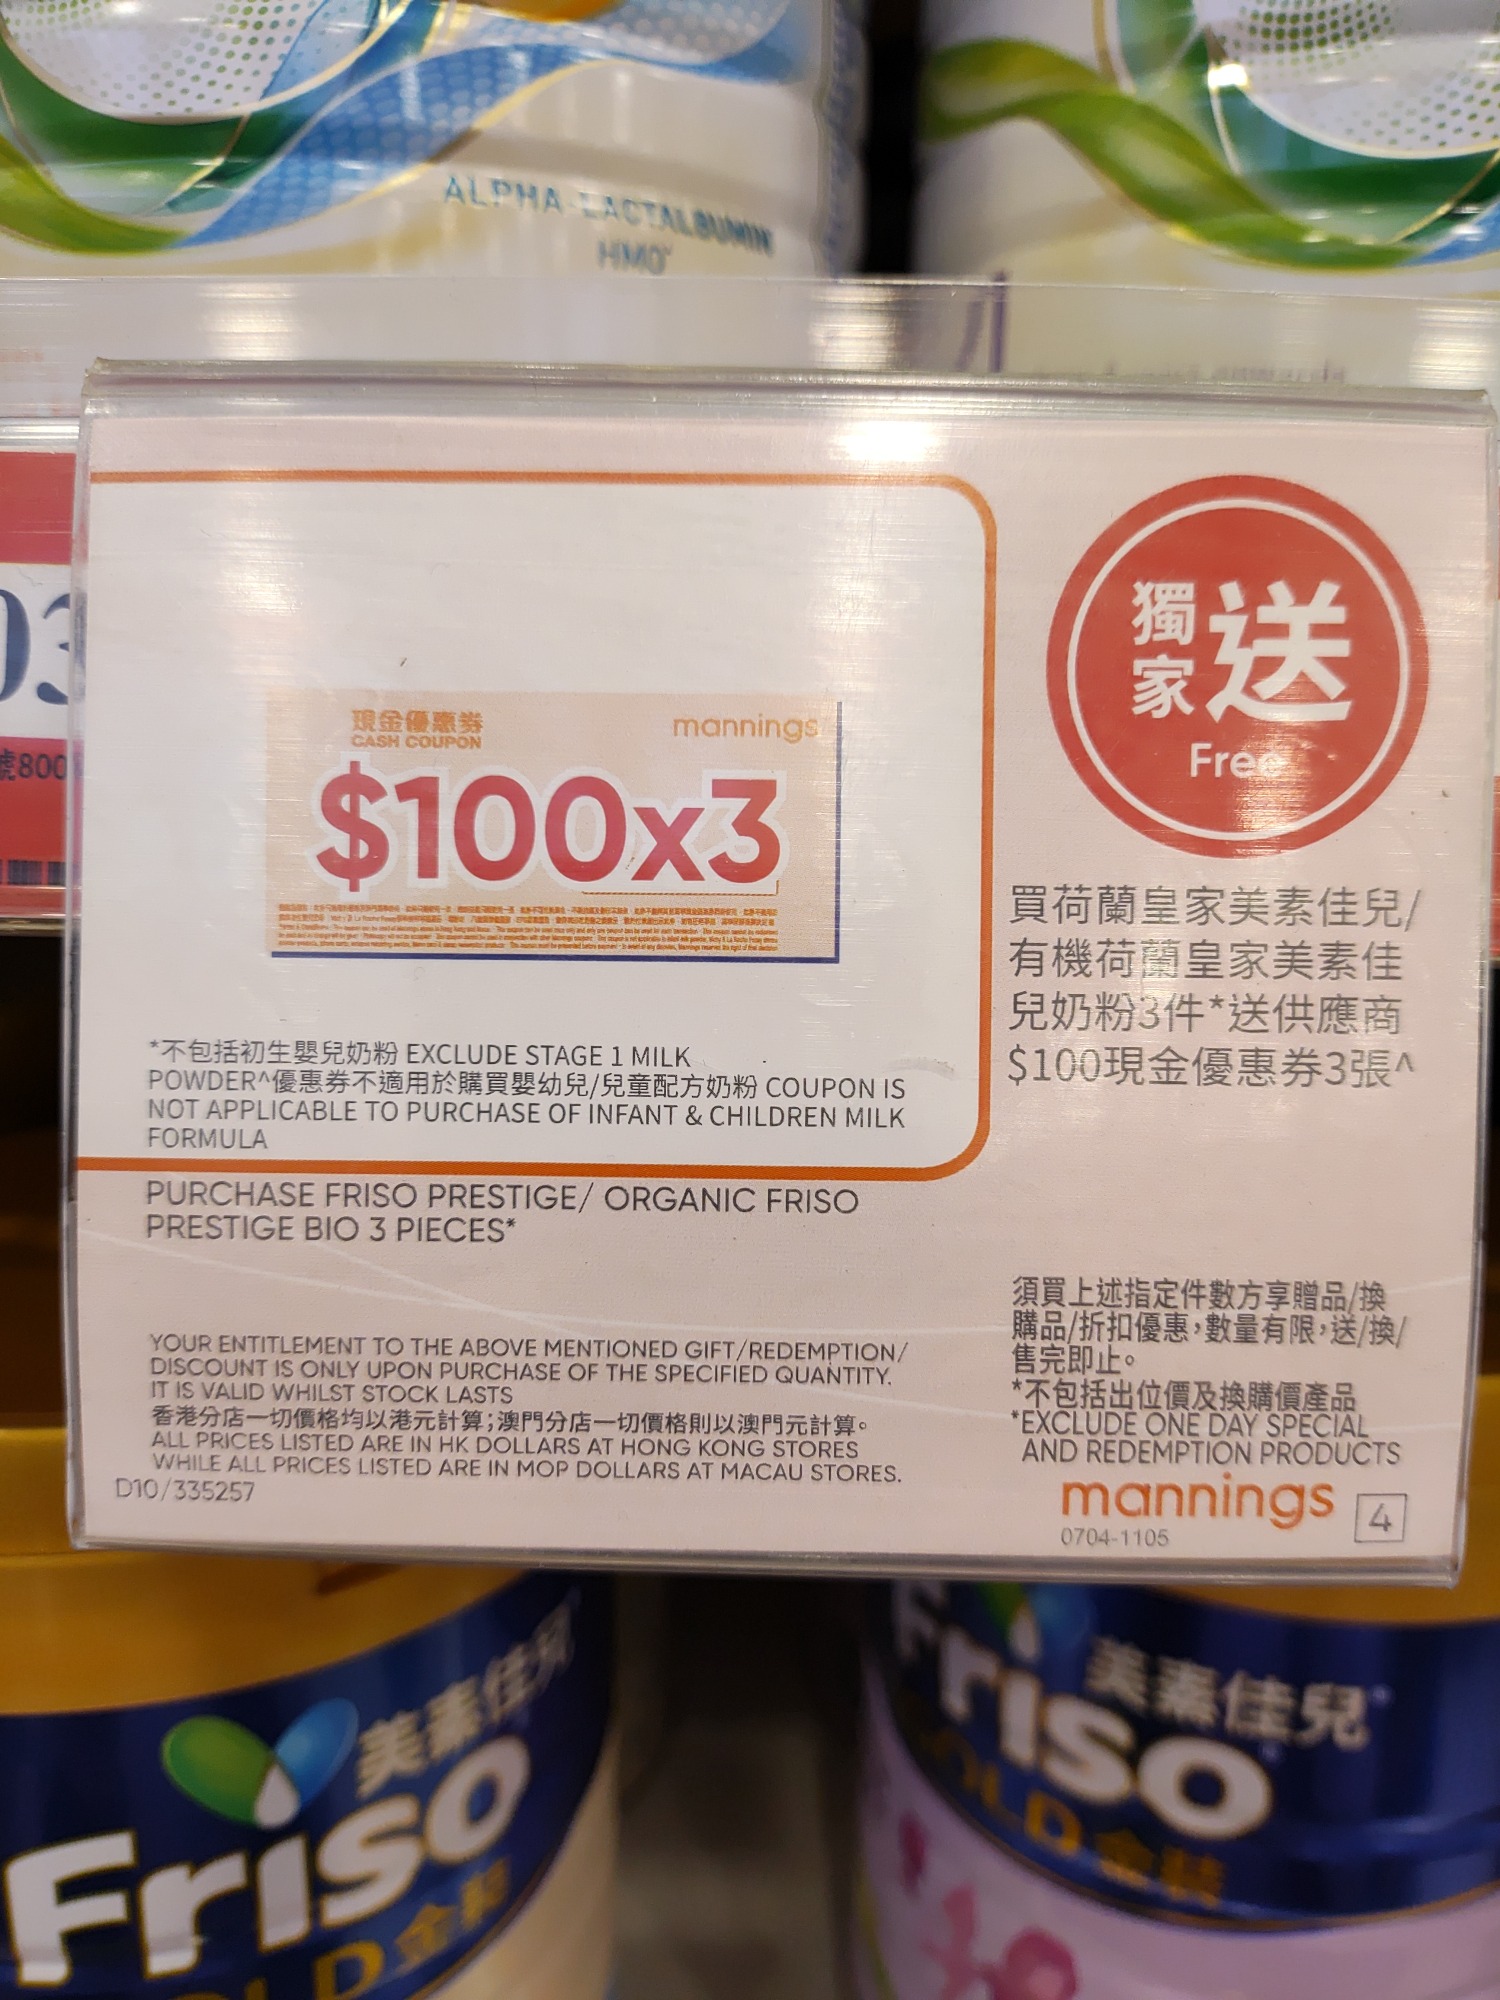 ALPHA-LACTALBUMIN
HMO
03
號800
獨家送
Free
現金優惠券
CASH COUPON
mannings
$100x3
買荷蘭皇家美素佳兒/
有機荷蘭皇家美素佳
兒奶粉3件*送供應商
$100現金優惠券3張^
*不包括初生嬰兒奶粉 EXCLUDE STAGE 1 MILK
POWDER^優惠券不適用於購買嬰幼兒/兒童配方奶粉 COUPON IS
NOT APPLICABLE TO PURCHASE OF INFANT & CHILDREN MILK
FORMULA
PURCHASE FRISO PRESTIGE/ ORGANIC FRISO
PRESTIGE BIO 3 PIECES*
YOUR ENTITLEMENT TO THE ABOVE MENTIONED GIFT/REDEMPTION/
DISCOUNT IS ONLY UPON PURCHASE OF THE SPECIFIED QUANTITY.
IT IS VALID WHILST STOCK LASTS
香港分店一切價格均以港元計算;澳門分店一切價格則以澳門元計算。
ALL PRICES LISTED ARE IN HK DOLLARS AT HONG KONG STORES
WHILE ALL PRICES LISTED ARE IN MOP DOLLARS AT MACAU STORES.
D10/335257
須買上述指定件數方享贈品/換
購品/折扣優惠,數量有限,送/換/
售完即止。
*不包括出位價及換購價產品
*EXCLUDE ONE DAY SPECIAL
AND REDEMPTION PRODUCTS
mannings
4
0704-1105
美素佳兒
Friso
GOLD 金裝
美素佳兒
Friso
GOLD 金裝